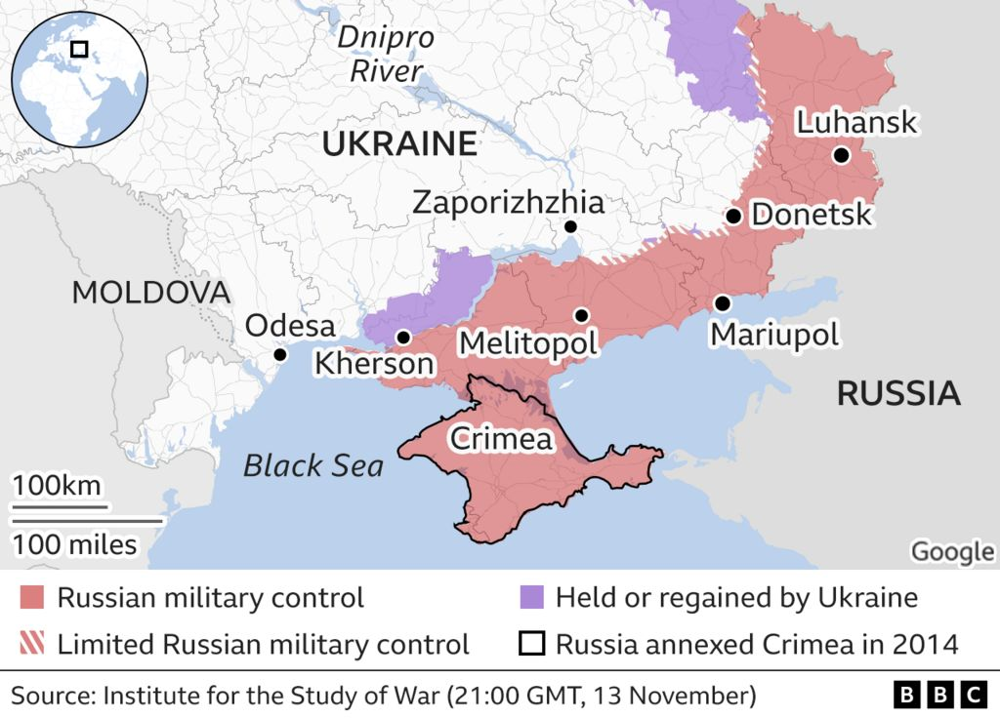 Dnipro
River
UKRAINE
Luhansk
Zaporizhzhia
Donetsk
MOLDOVA
Odesa
Kherson
Melitopol
Mariupol
RUSSIA
Crimea
Black Sea
100km
100 miles
Google
Russian military control
Held or regained by Ukraine
Limited Russian military control
Russia annexed Crimea in 2014
Source: Institute for the Study of War (21:00 GMT, 13 November)
BBC